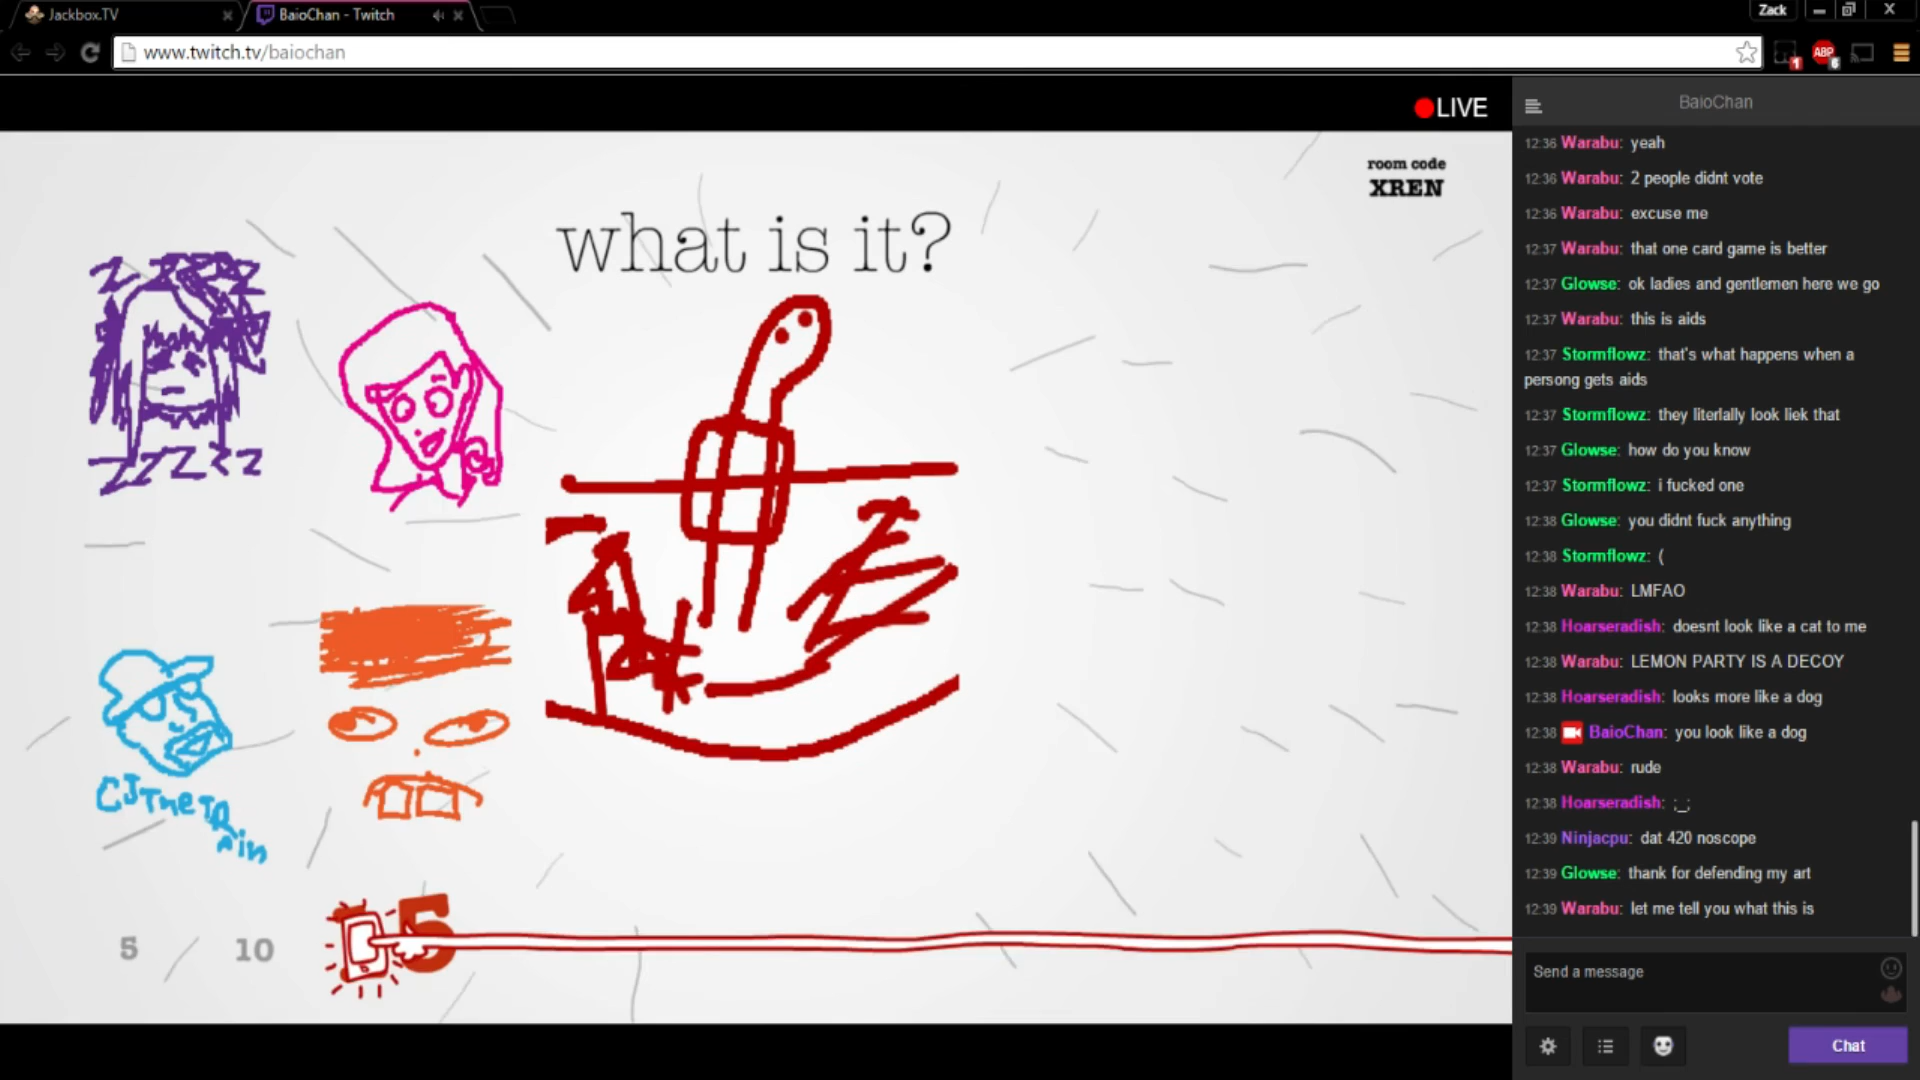 Jackbox.TV
BaioChan - Twitch
Zack
www.twitch.tv/baiochan
1
ABP
6
LIVE
BaioChan
room code
XREN
what is it?
Z Z Z Z Z
Z Z Z Z Z
CJTheTRain
5 / 10
5
12:36 Warabu: yeah
12:36 Warabu: 2 people didnt vote
12:36 Warabu: excuse me
12:37 Warabu: that one card game is better
12:37 Glowse: ok ladies and gentlemen here we go
12:37 Warabu: this is aids
12:37 Stormflowz: that's what happens when a
persong gets aids
12:37 Stormflowz: they literlally look liek that
12:37 Glowse: how do you know
12:37 Stormflowz: i fucked one
12:38 Glowse: you didnt fuck anything
12:38 Stormflowz: (
12:38 Warabu: LMFAO
12:38 Hoarseradish: doesnt look like a cat to me
12:38 Warabu: LEMON PARTY IS A DECOY
12:38 Hoarseradish: looks more like a dog
12:38 BaioChan: you look like a dog
12:38 Warabu: rude
12:38 Hoarseradish: ;_;
12:39 Ninjacpu: dat 420 noscope
12:39 Glowse: thank for defending my art
12:39 Warabu: let me tell you what this is
Send a message
Chat